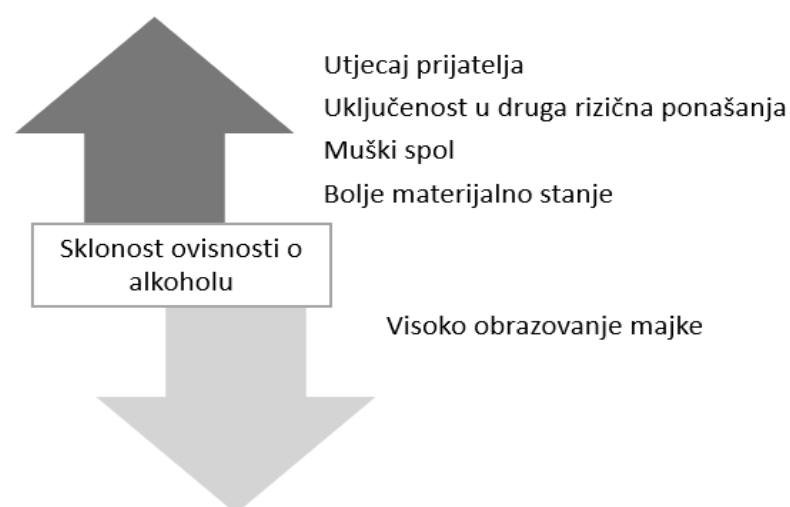 Utjecaj prijatelja
Uključenost u druga rizična ponašanja
Muški spol
Bolje materijalno stanje
Sklonost ovisnosti o
alkoholu
Visoko obrazovanje majke